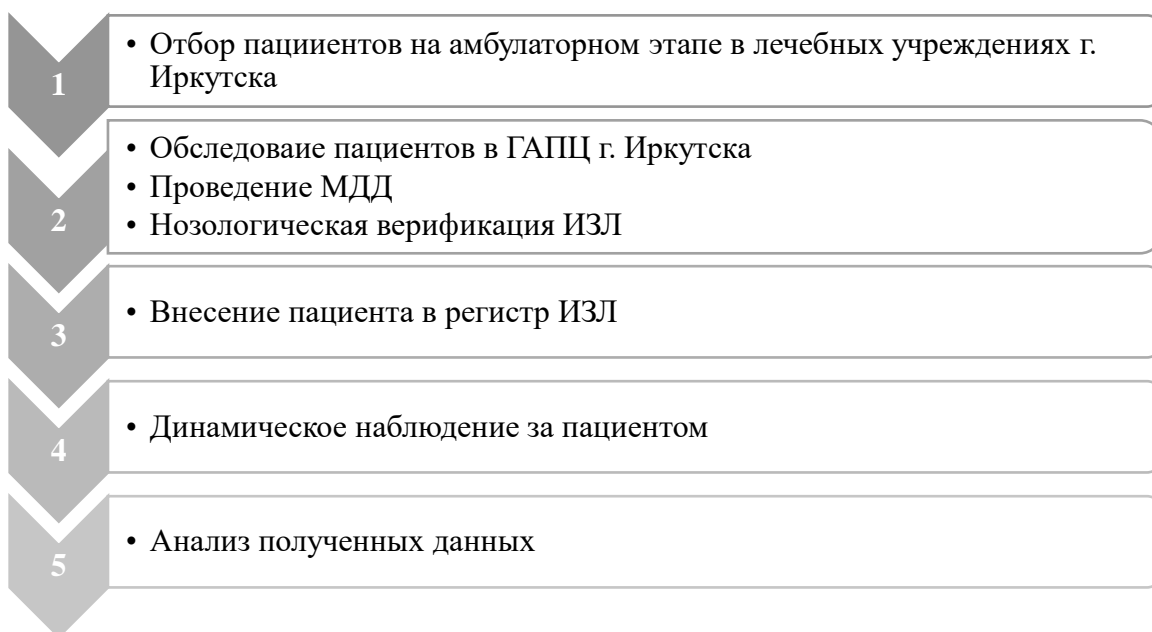 1
• Отбор пациииентов на амбулаторном этапе в лечебных учреждениях г.
Иркутска
2
• Обследоваие пациентов в ГАПЦ г. Иркутска
• Проведение МДД
• Нозологическая верификация ИЗЛ
3
• Внесение пациента в регистр ИЗЛ
4
• Динамическое наблюдение за пациентом
5
• Анализ полученных данных